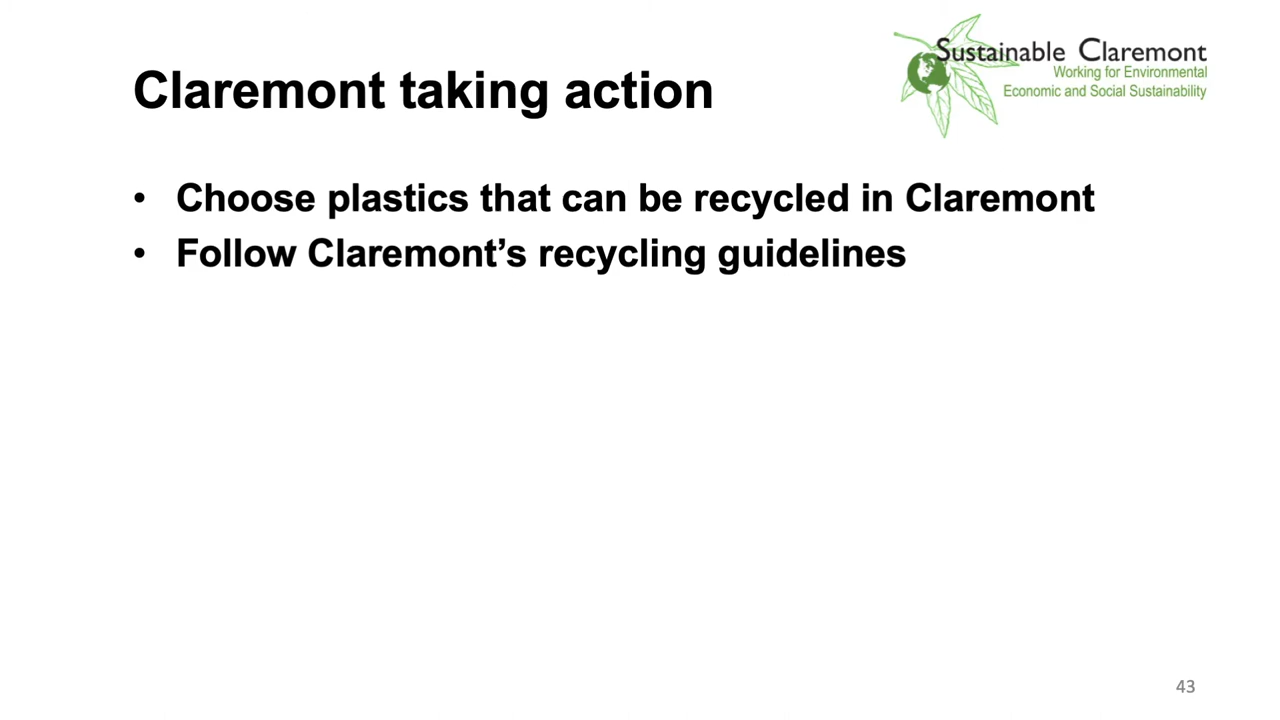 Sustainable Claremont
Working for Environmental
Economic and Social Sustainability
Claremont taking action
• Choose plastics that can be recycled in Claremont
• Follow Claremont’s recycling guidelines
43